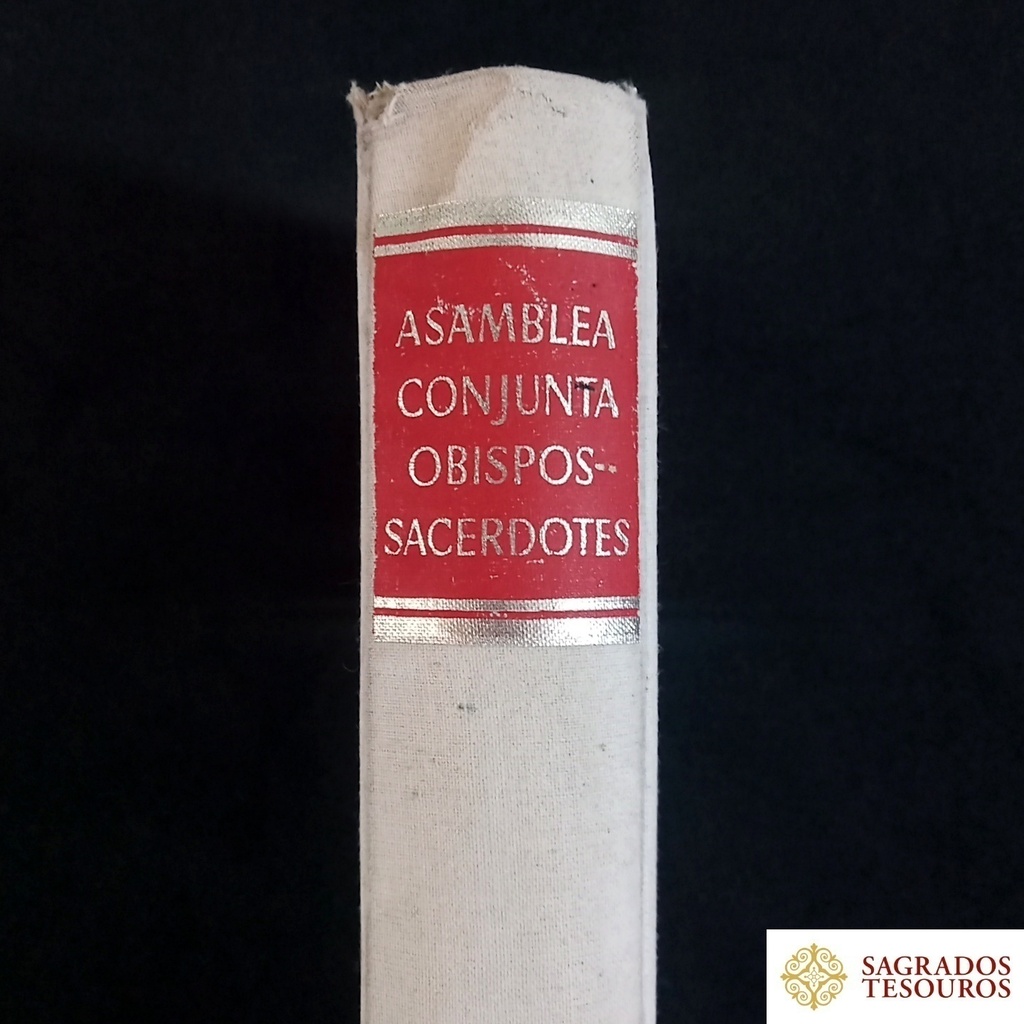 ASAMBLEA
CONJUNTA
OBISPOS-
SACERDOTES
SAGRADOS
TESOUROS